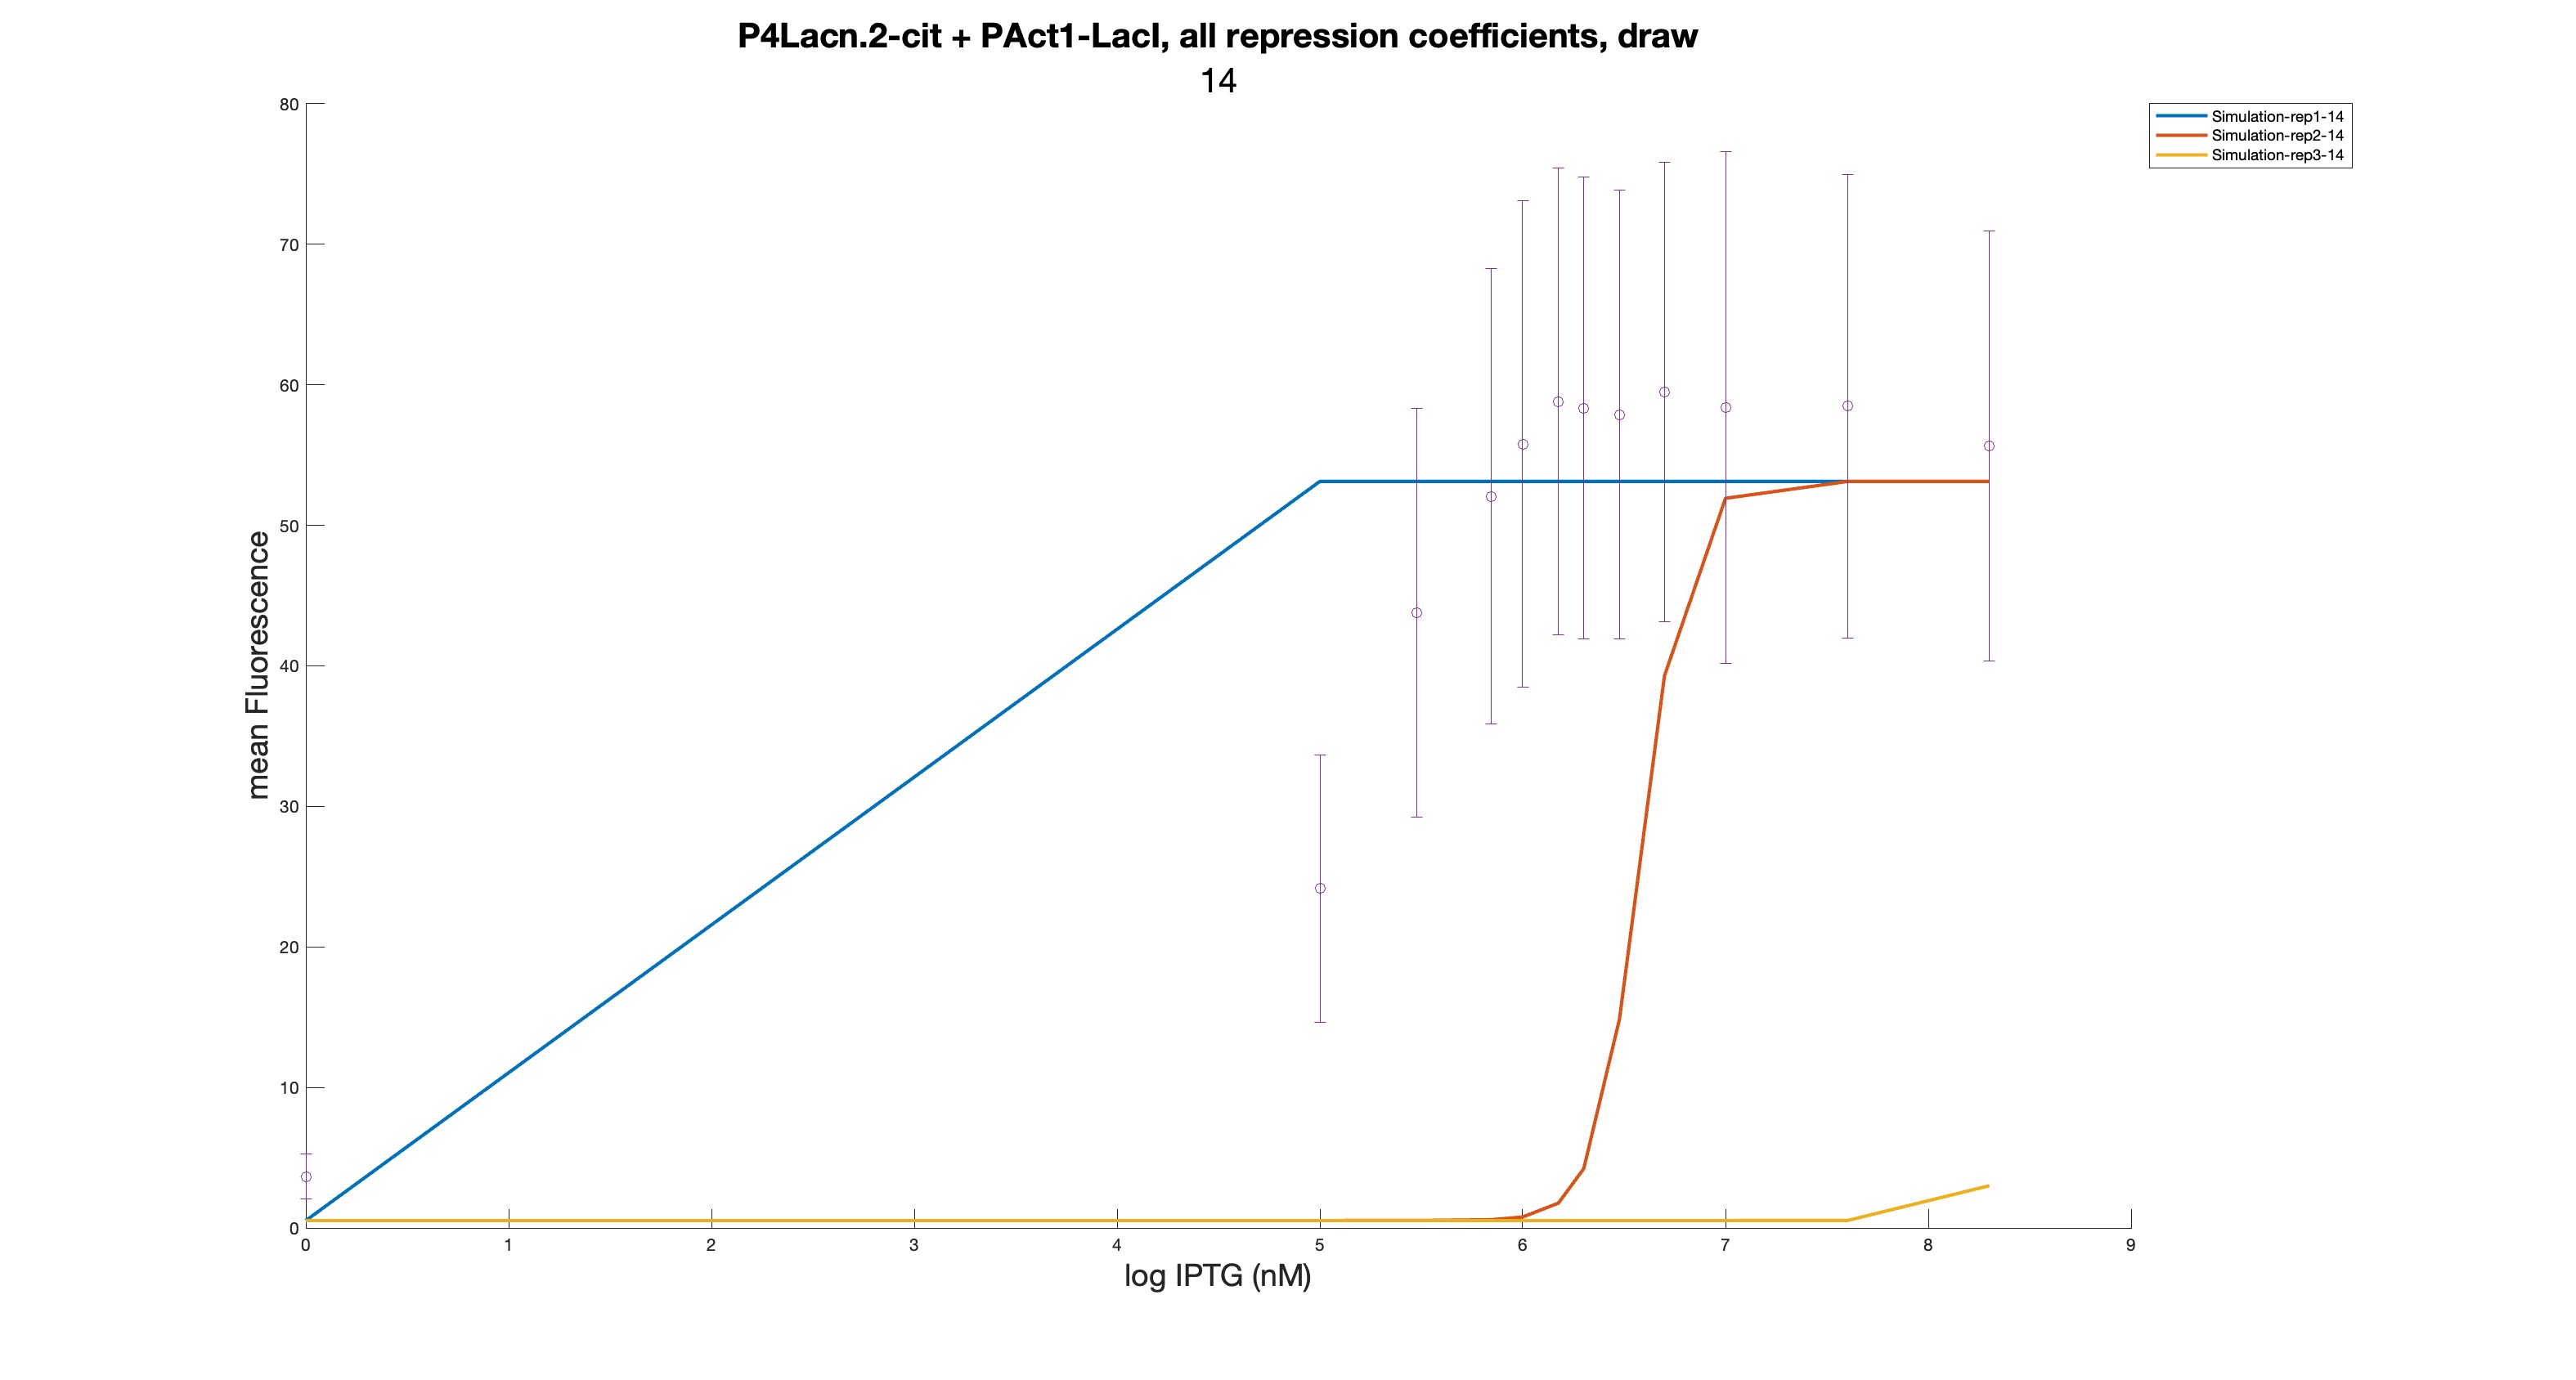 P4Lacn.2-cit + PAct1-LacI, all repression coefficients, draw
14
Simulation-rep1-14
Simulation-rep2-14
Simulation-rep3-14
mean Fluorescence
80
70
60
50
40
30
20
10
0
0 1 2 3 4 5 6 7 8 9
log IPTG (nM)